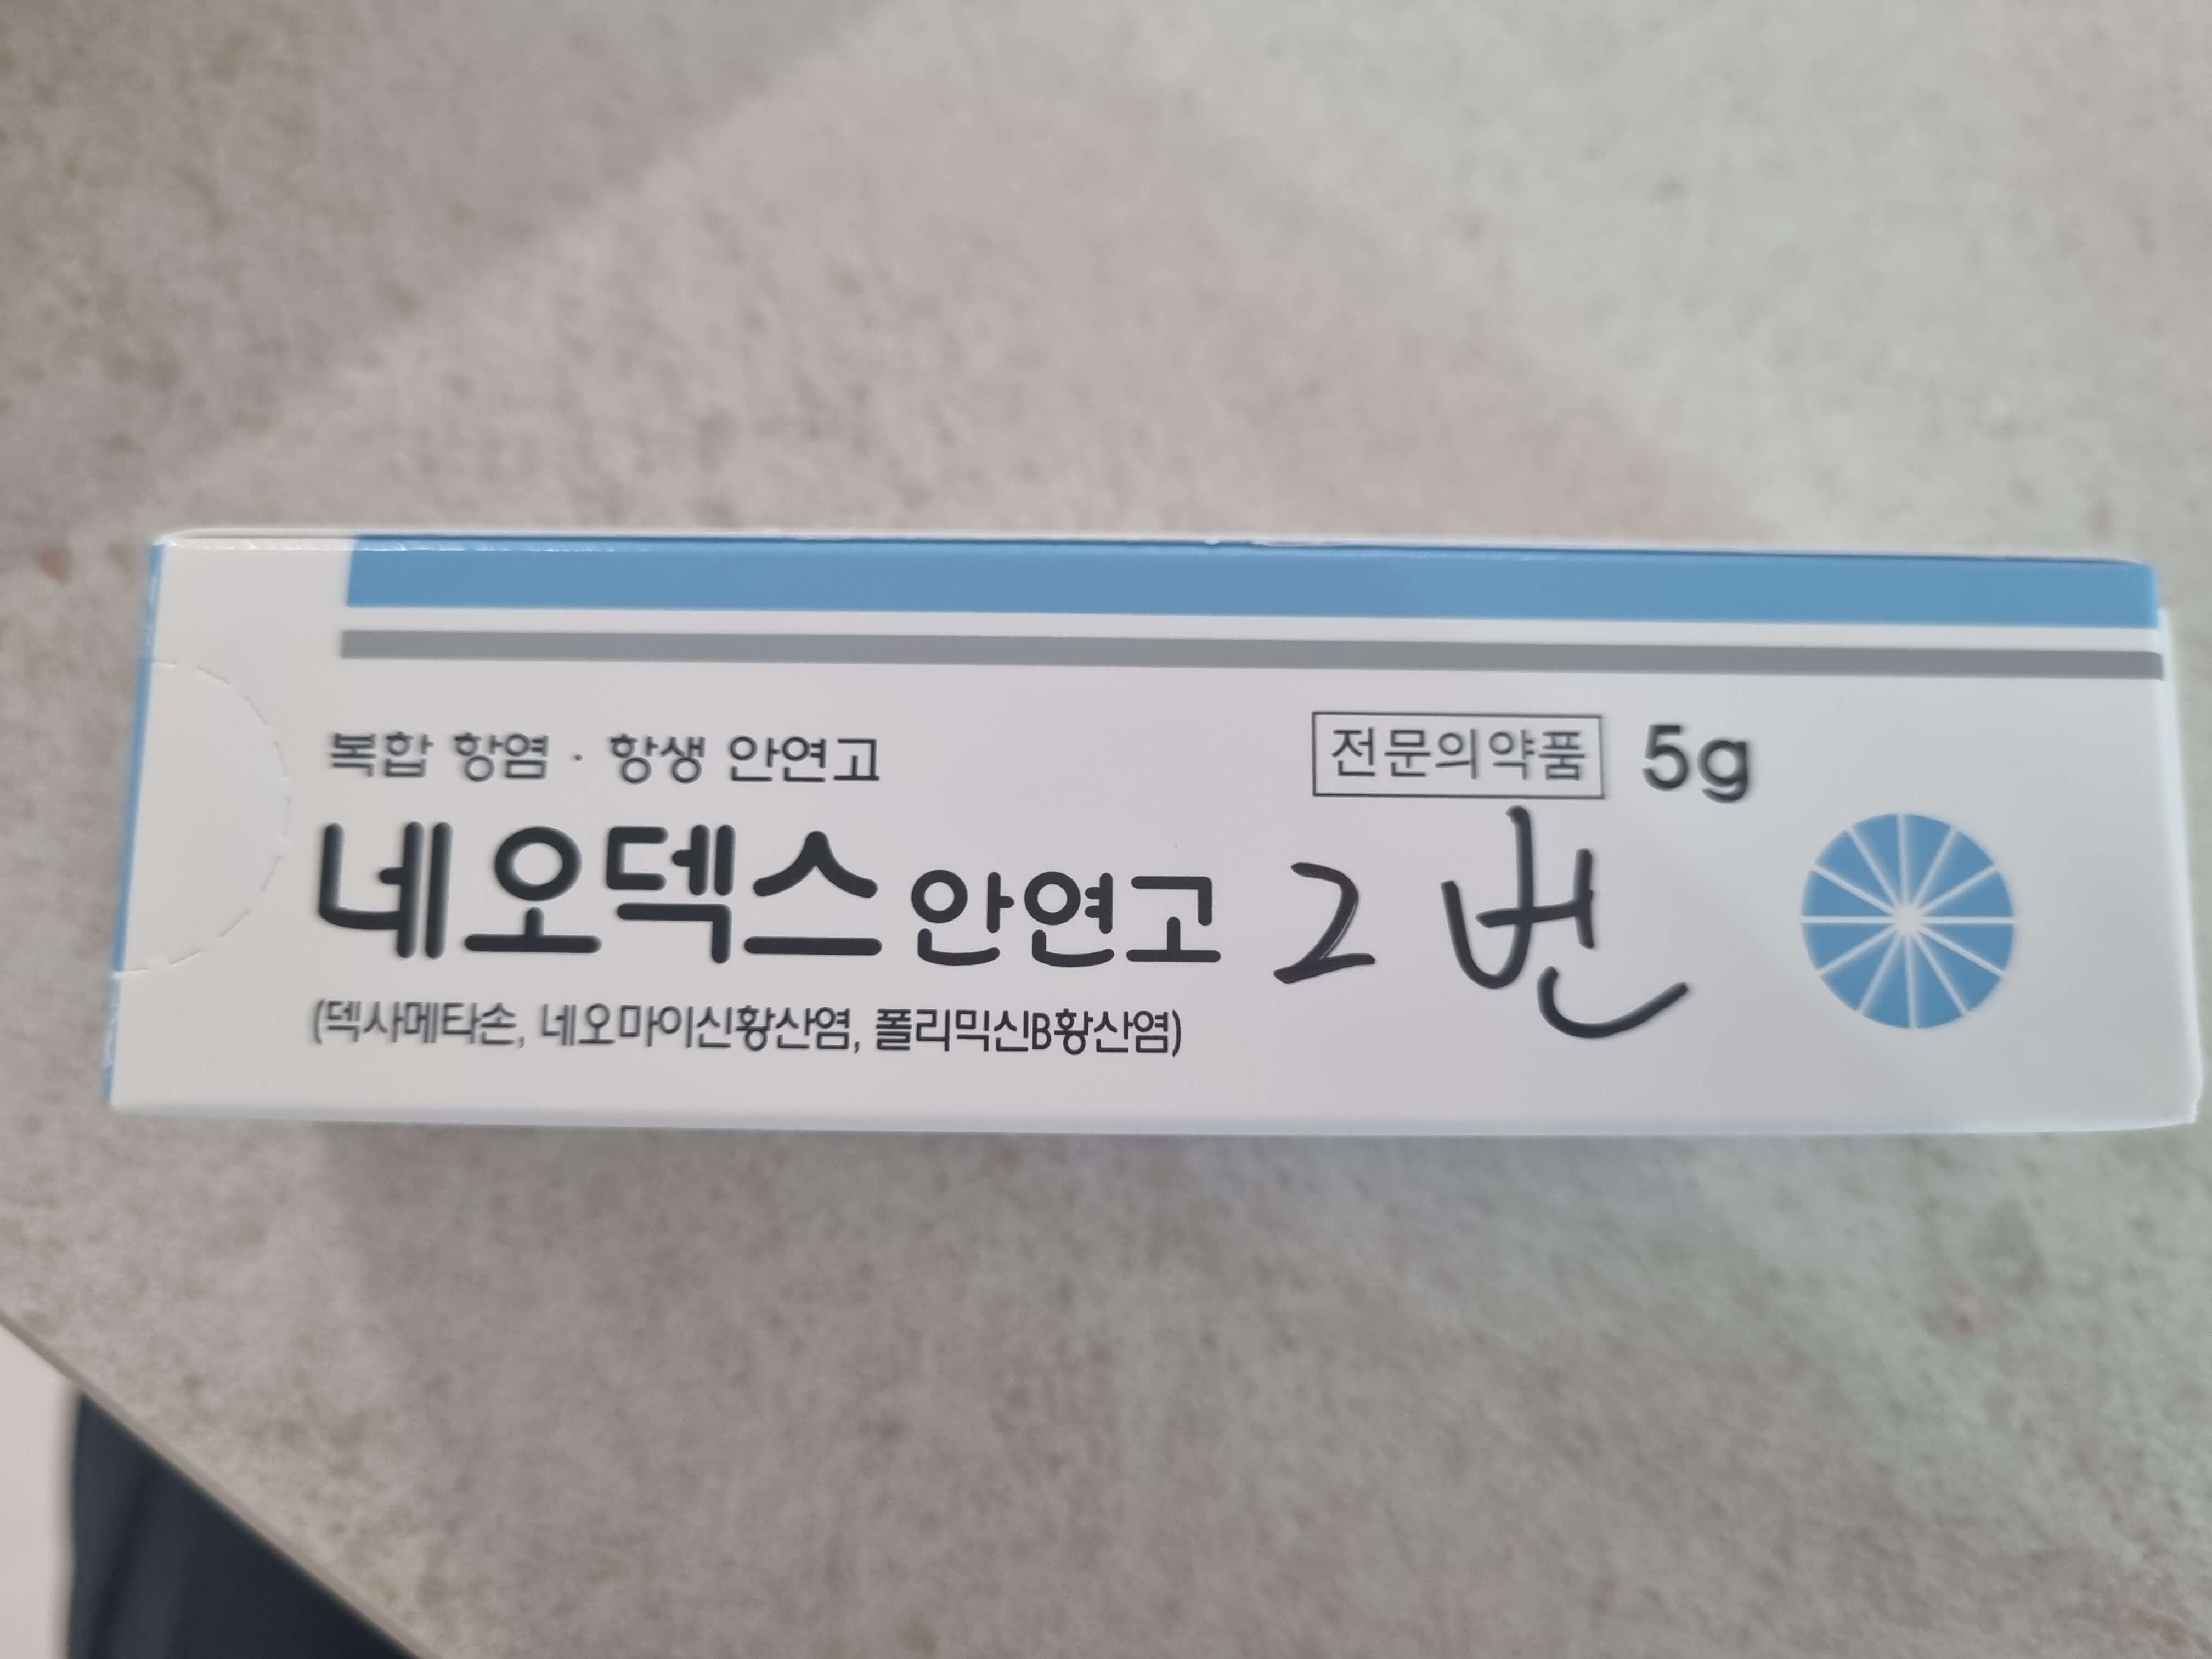 복합 항염 · 항생 안연고
전문의약품 5g
네오덱스 안연고 2번
(덱사메타손, 네오마이신황산염, 폴리믹신B황산염)